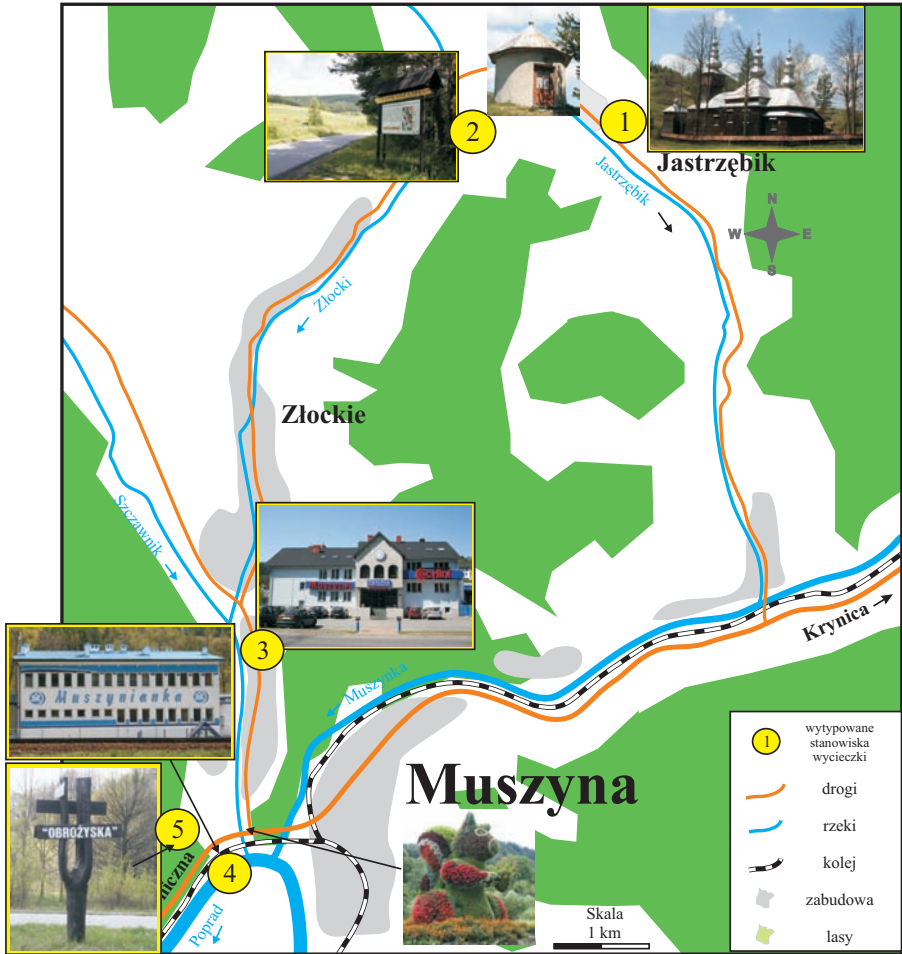 2
1
Jastrzębik
Jastrzębik
N
W E
S
Złocki
Złockie
Szczawnik
3
Muszynianka
Muszynka
Krynica
Muszyna
"OBROŻYSKA"
5
4
niczna
Poprad
Skala
1 km
1
wytypowane
stanowiska
wycieczki
drogi
rzeki
kolej
zabudowa
lasy